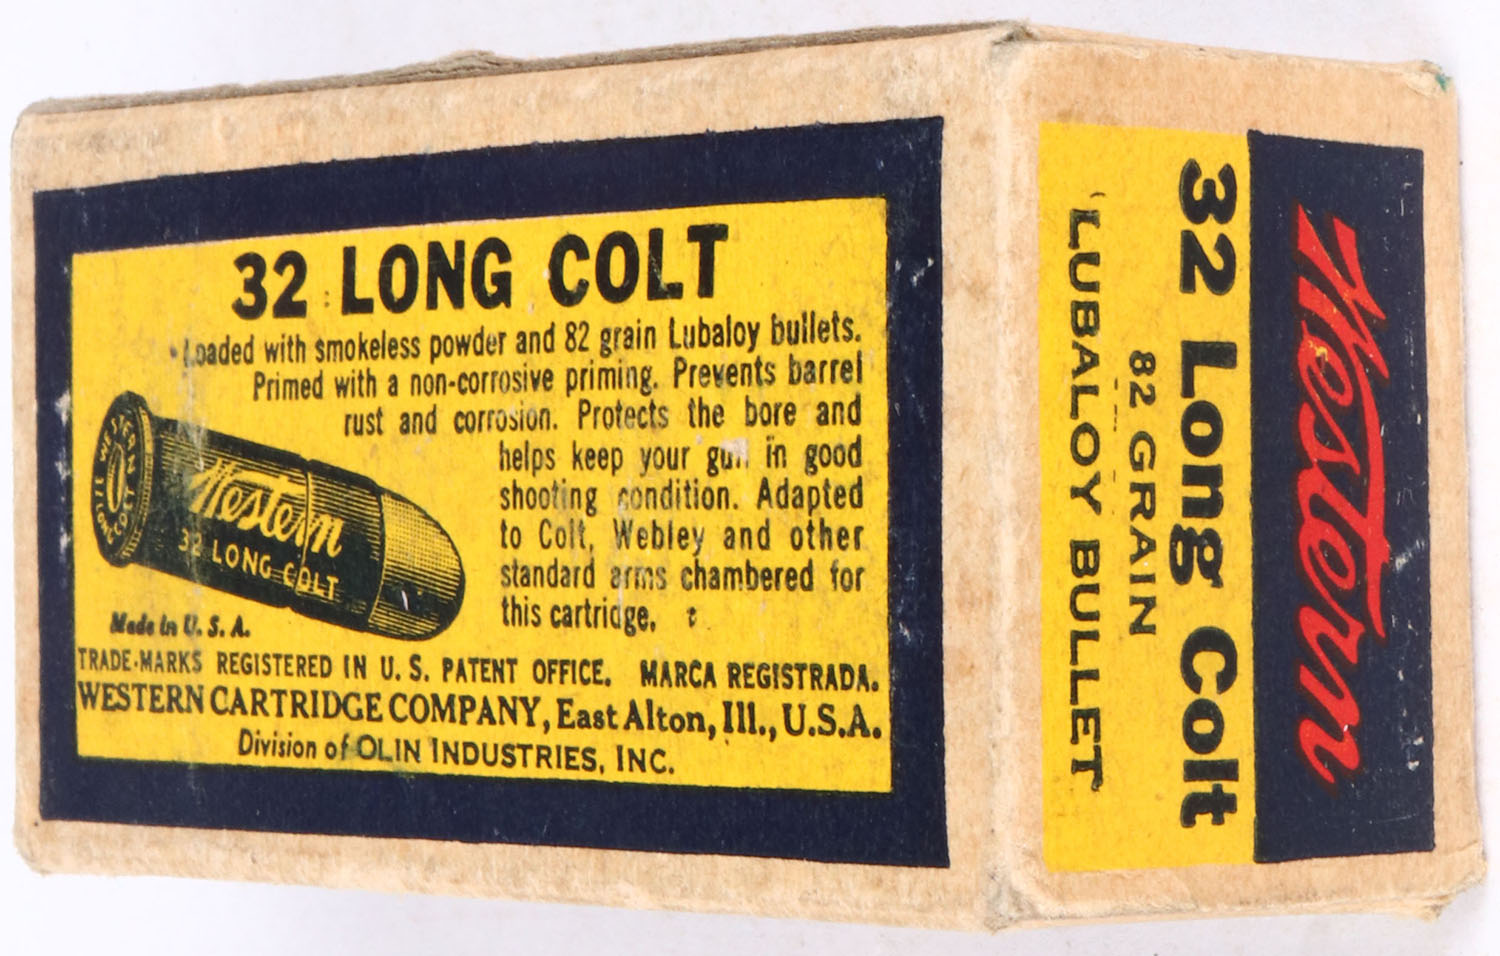 32 LONG COLT
Loaded with smokeless powder and 82 grain Lubaloy bullets.
Primed with a non-corrosive priming. Prevents barrel
rust and corrosion. Protects the bore and
helps keep your gun in good
shooting condition. Adapted
to Colt, Webley and other
standard arms chambered for
this cartridge.
WESTERN
32 LONG COLT
Western
32 LONG COLT
Made in U. S. A.
TRADE-MARKS REGISTERED IN U. S. PATENT OFFICE. MARCA REGISTRADA.
WESTERN CARTRIDGE COMPANY, East Alton, Ill., U.S.A.
Division of OLIN INDUSTRIES, INC.
Western
32 Long Colt
82 GRAIN
LUBALOY BULLET